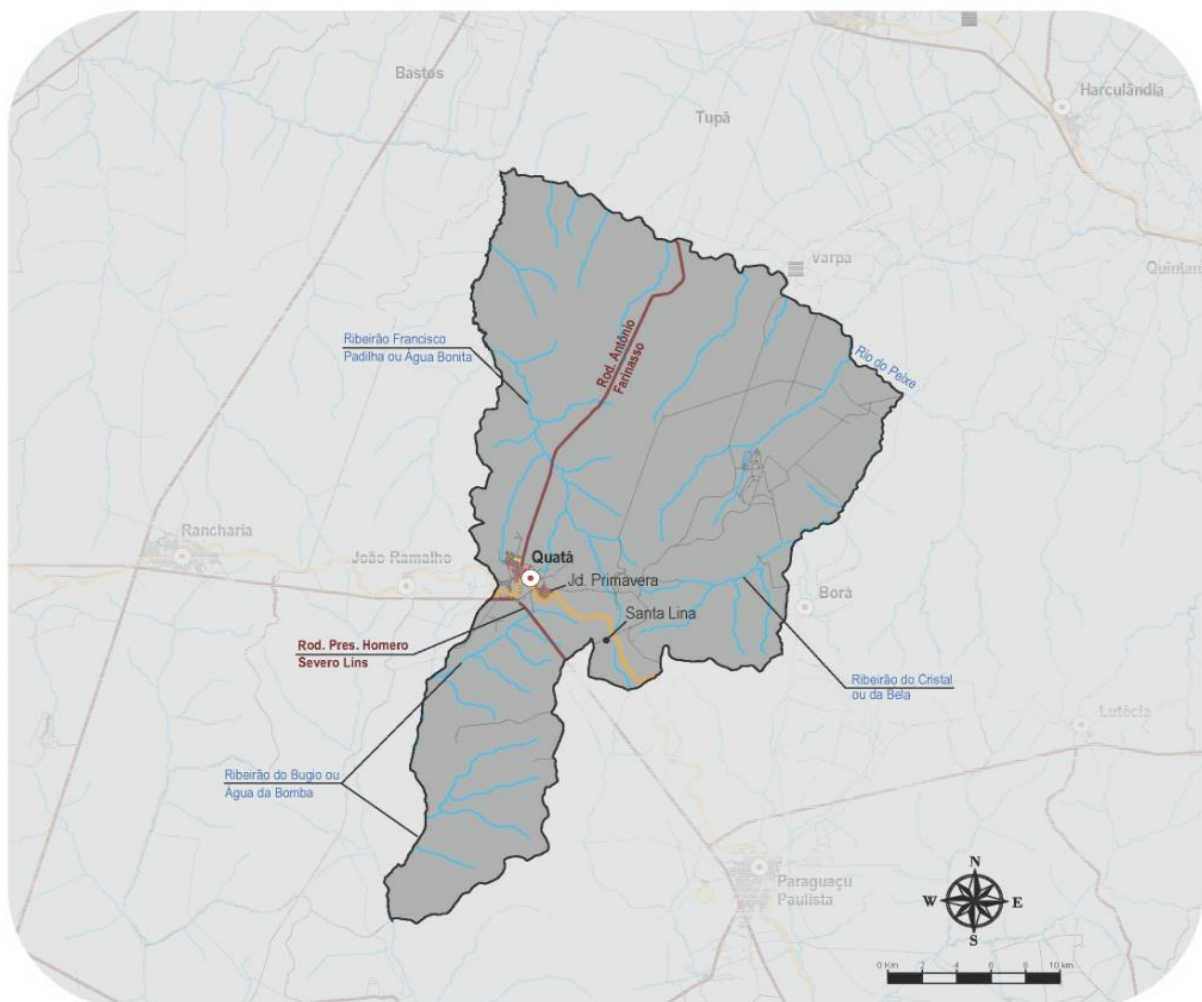 Bastos
Harculândia
Tupã
Varpa
Quintan
Ribeirão Francisco
Padilha ou Água Bonita
Rod. Antônio
Farinasso
Rio do Peixe
Rancharia
João Ramalho
Quatá
Jd. Primavera
Borá
Santa Lina
Rod. Pres. Homero
Severo Lins
Ribeirão do Cristal
ou da Bela
Lutécia
Ribeirão do Bugio ou
Água da Bomba
Paraguaçu
Paulista
N
W
E
S
0 Km 2 4 6 8 10 km